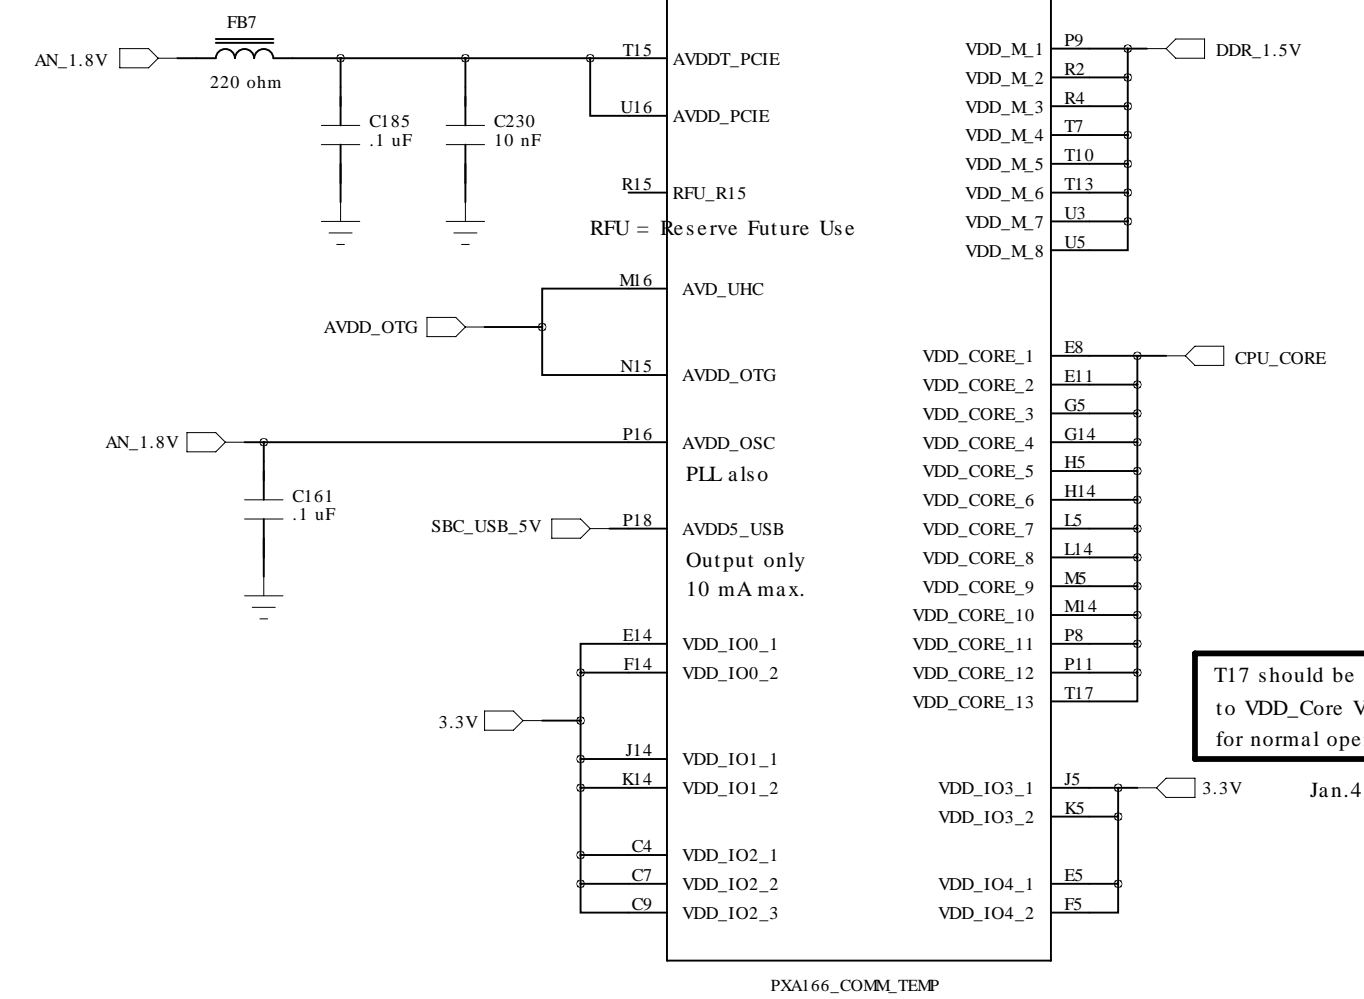 FB7
AN_1.8V
220 ohm
C185
.1 uF
C230
10 nF
T15 AVDDT_PCIE
U16 AVDD_PCIE
R15 RFU_R15
RFU = Reserve Future Use
AVDD_OTG
M16 AVD_UHC
N15 AVDD_OTG
AN_1.8V
P16 AVDD_OSC
PLL also
C161
.1 uF
SBC_USB_5V
P18 AVDD5_USB
Output only
10 mA max.
3.3V
E14 VDD_IO0_1
F14 VDD_IO0_2
J14 VDD_IO1_1
K14 VDD_IO1_2
C4 VDD_IO2_1
C7 VDD_IO2_2
C9 VDD_IO2_3
VDD_M_1 P9
DDR_1.5V
VDD_M_2 R2
VDD_M_3 R4
VDD_M_4 T7
VDD_M_5 T10
VDD_M_6 T13
VDD_M_7 U3
VDD_M_8 U5
VDD_CORE_1 E8
CPU_CORE
VDD_CORE_2 E11
VDD_CORE_3 G5
VDD_CORE_4 G14
VDD_CORE_5 H5
VDD_CORE_6 H14
VDD_CORE_7 L5
VDD_CORE_8 L14
VDD_CORE_9 M5
VDD_CORE_10 M14
VDD_CORE_11 P8
VDD_CORE_12 P11
VDD_CORE_13 T17
T17 should be
to VDD_Core V
for normal ope
VDD_IO3_1 J5
3.3V
Jan.4
VDD_IO3_2 K5
VDD_IO4_1 E5
VDD_IO4_2 F5
PXA166_COMM_TEMP